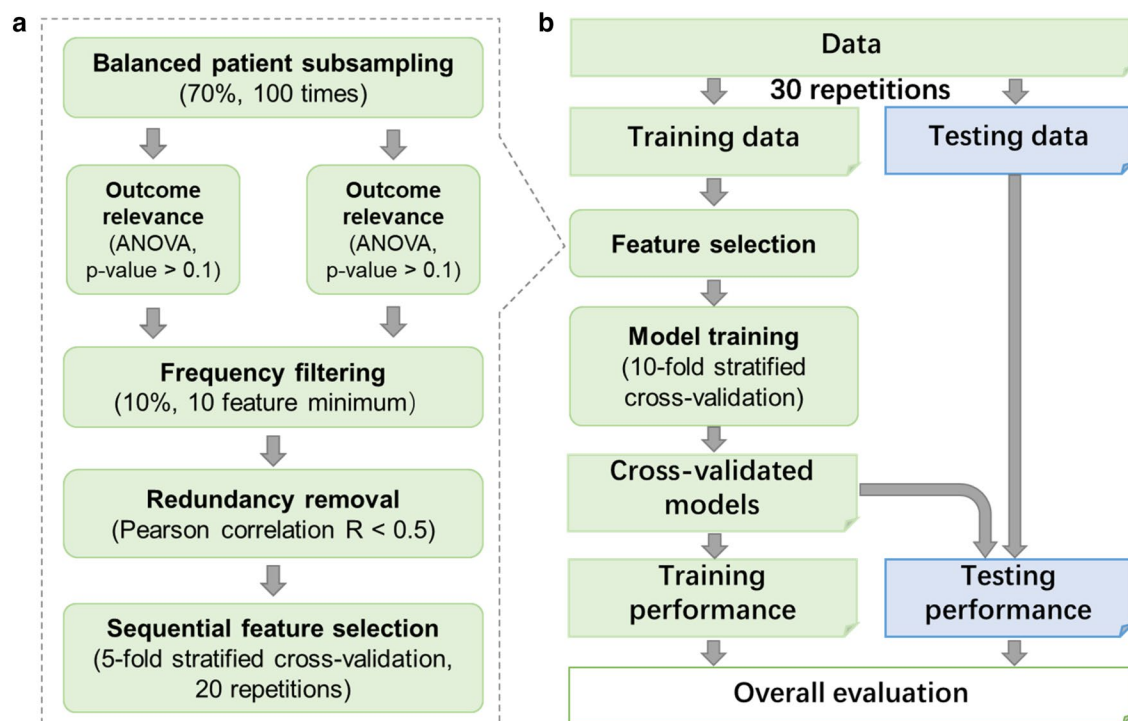 a
Balanced patient subsampling
(70%, 100 times)
Outcome
relevance
(ANOVA,
p-value > 0.1)
Outcome
relevance
(ANOVA,
p-value > 0.1)
Frequency filtering
(10%, 10 feature minimum)
Redundancy removal
(Pearson correlation R < 0.5)
Sequential feature selection
(5-fold stratified cross-validation,
20 repetitions)
b
Data
30 repetitions
Training data
Testing data
Feature selection
Model training
(10-fold stratified
cross-validation)
Cross-validated
models
Training
performance
Testing
performance
Overall evaluation